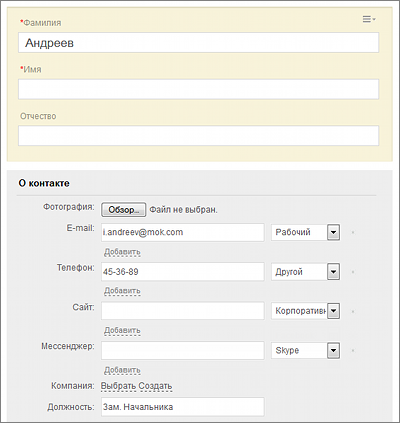 *Фамилия
Андреев
*Имя
Отчество
О контакте
Фотография: Обзор... Файл не выбран.
E-mail: i.andreev@mok.com Рабочий
Добавить
Телефон: 45-36-89 Другой
Добавить
Сайт: Корпоративн
Добавить
Мессенджер: Skype
Добавить
Компания: Выбрать Создать
Должность: Зам. Начальника